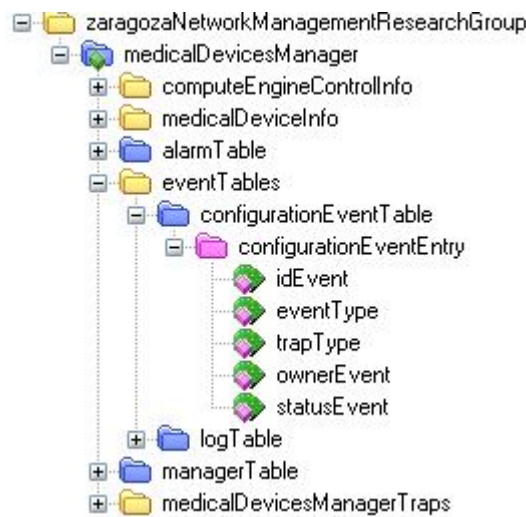 zaragozaNetworkManagementResearchGroup
medicalDevicesManager
computeEngineControlInfo
medicalDeviceInfo
alarmTable
eventTables
configurationEventTable
configurationEventEntry
idEvent
eventType
trapType
ownerEvent
statusEvent
logTable
managerTable
medicalDevicesManagerTraps